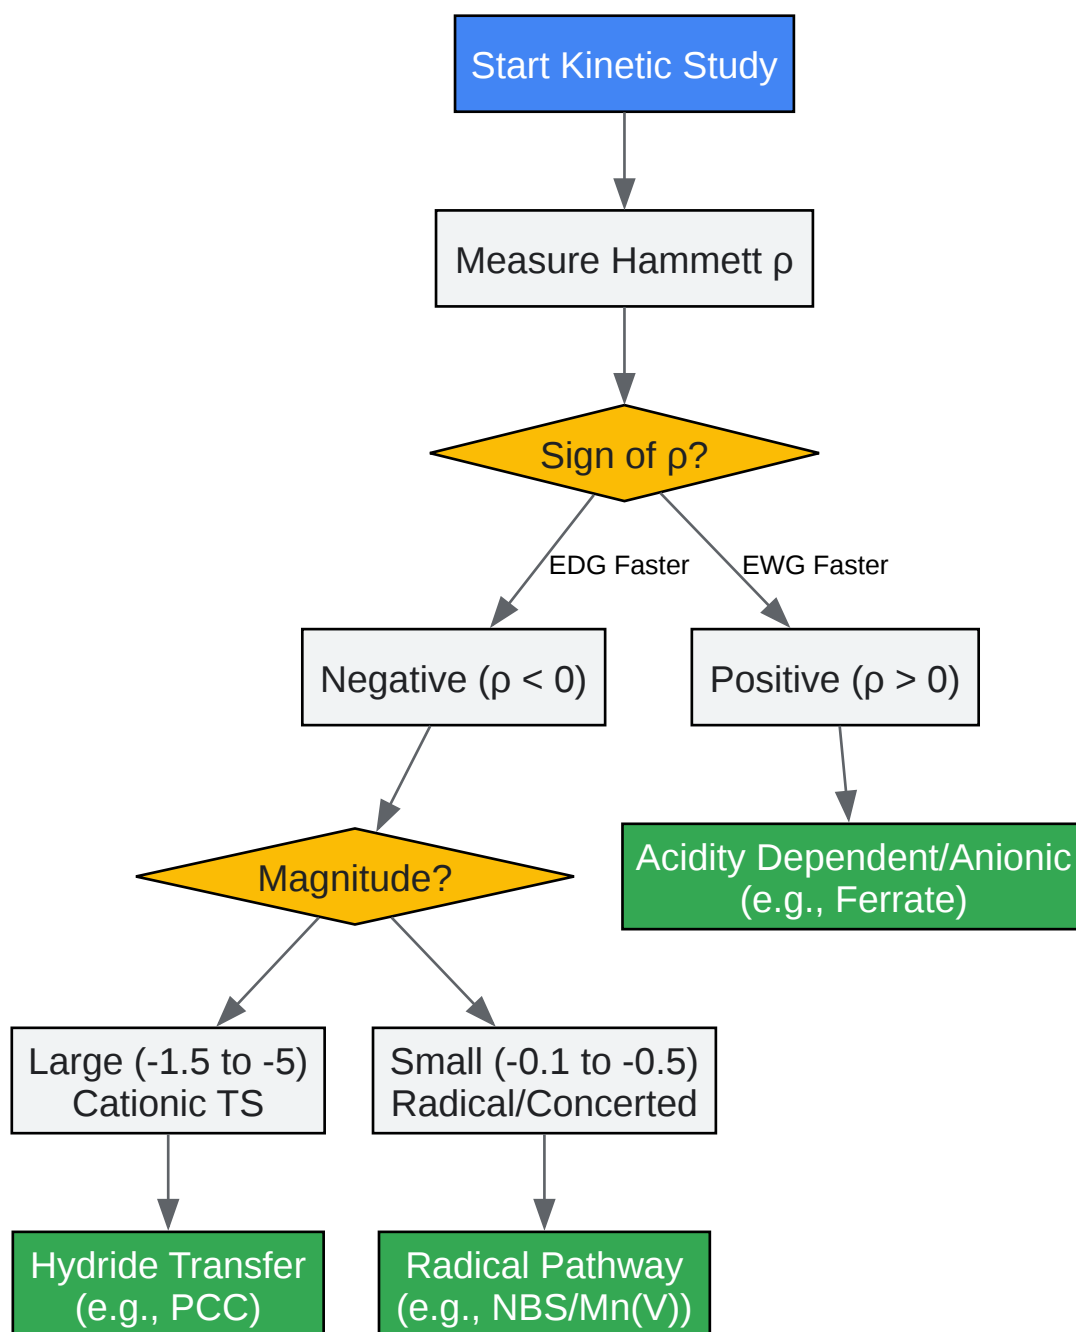 Start Kinetic Study
Measure Hammett ρ
Sign of ρ?
EDG Faster
EWG Faster
Negative (ρ < 0)
Positive (ρ > 0)
Magnitude?
Acidity Dependent/Anionic
(e.g., Ferrate)
Large (-1.5 to -5)
Cationic TS
Small (-0.1 to -0.5)
Radical/Concerted
Hydride Transfer
(e.g., PCC)
Radical Pathway
(e.g., NBS/Mn(V))